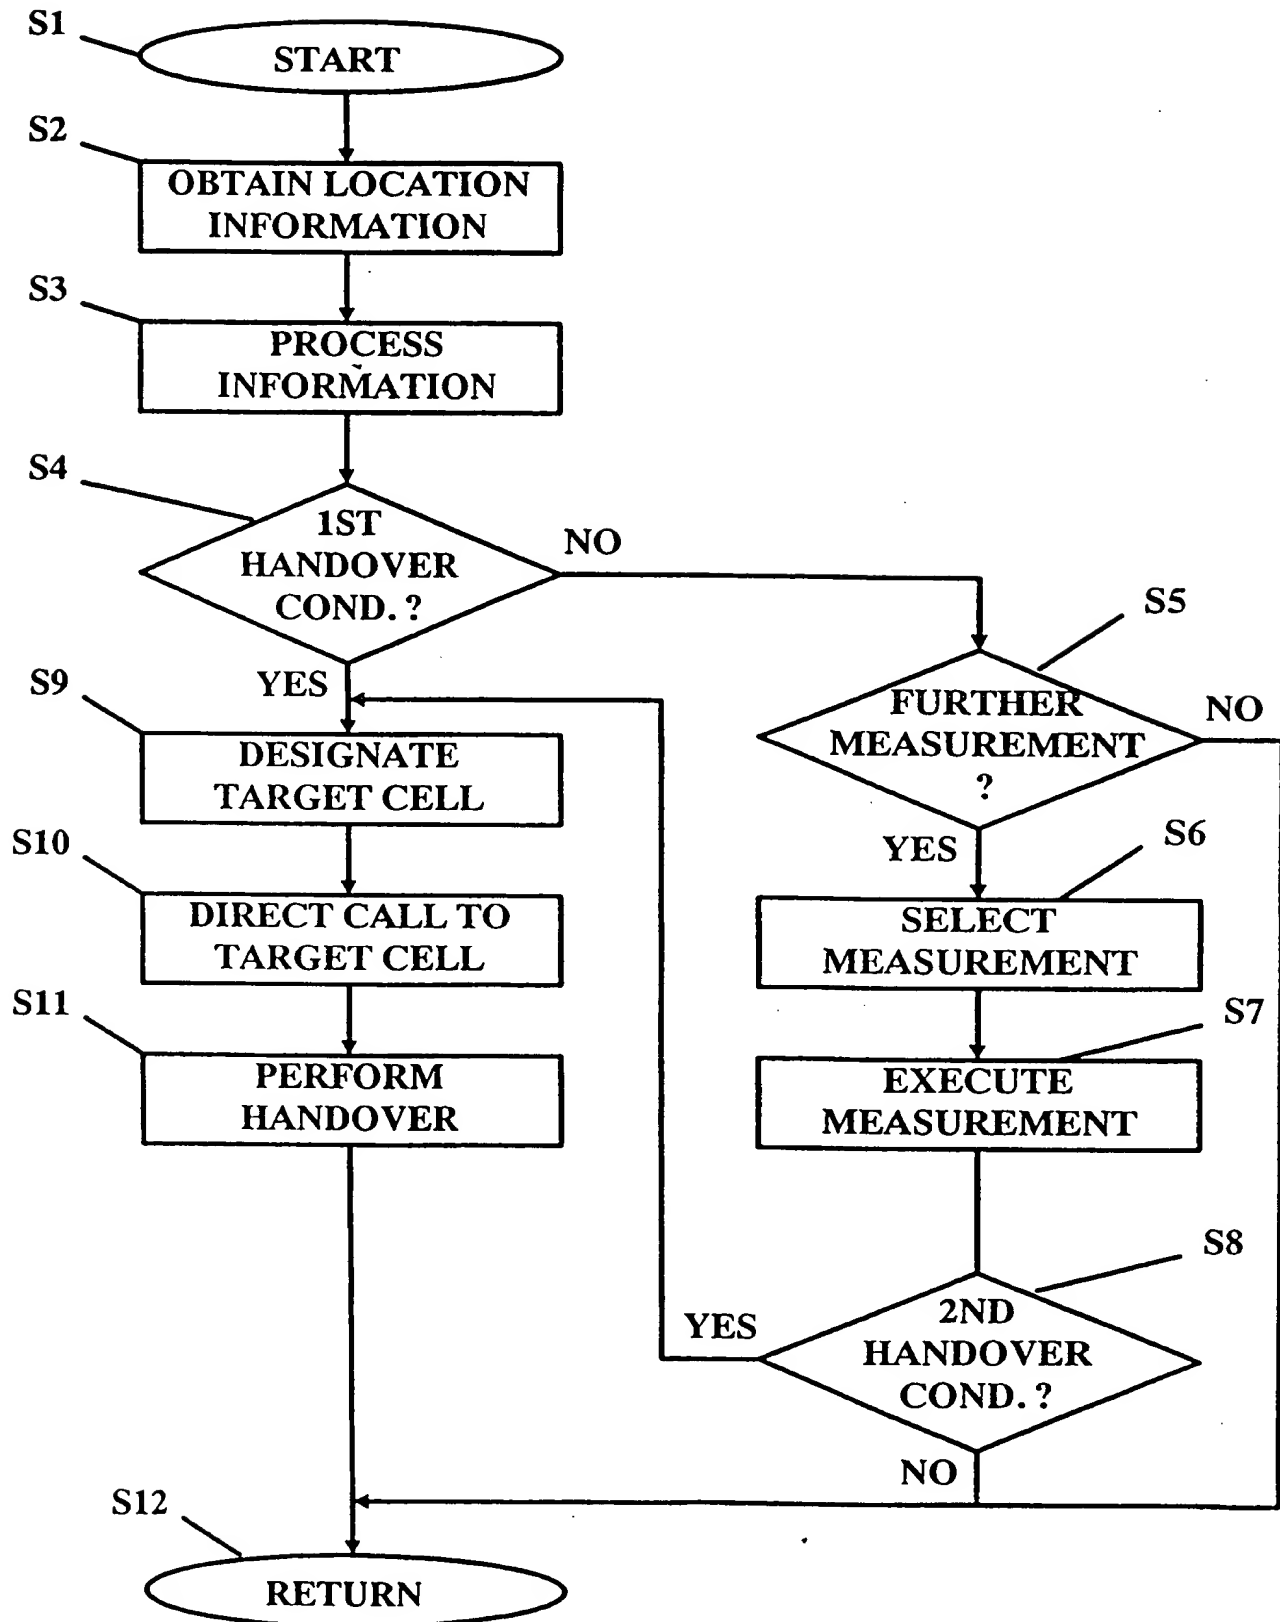 S1
START
S2
OBTAIN LOCATION
INFORMATION
S3
PROCESS
INFORMATION
S4
1ST
HANDOVER
COND. ?
NO
YES
S5
FURTHER
MEASUREMENT
?
NO
YES
S6
SELECT
MEASUREMENT
S7
EXECUTE
MEASUREMENT
S8
2ND
HANDOVER
COND. ?
YES
NO
S9
DESIGNATE
TARGET CELL
S10
DIRECT CALL TO
TARGET CELL
S11
PERFORM
HANDOVER
S12
RETURN